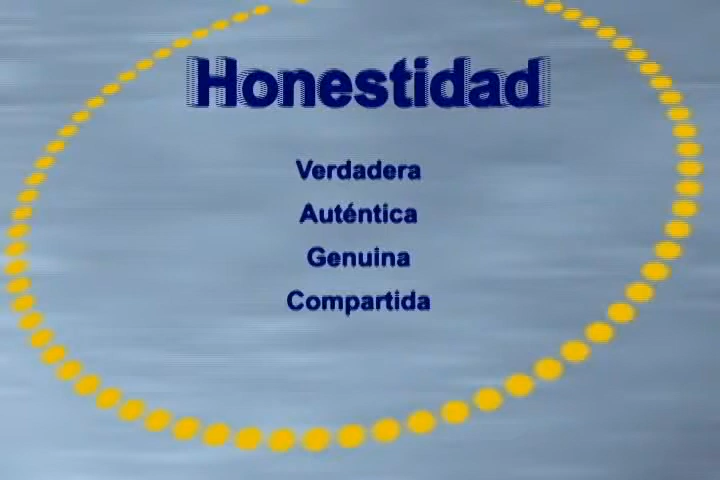 Honestidad
Verdadera
Auténtica
Genuina
Compartida